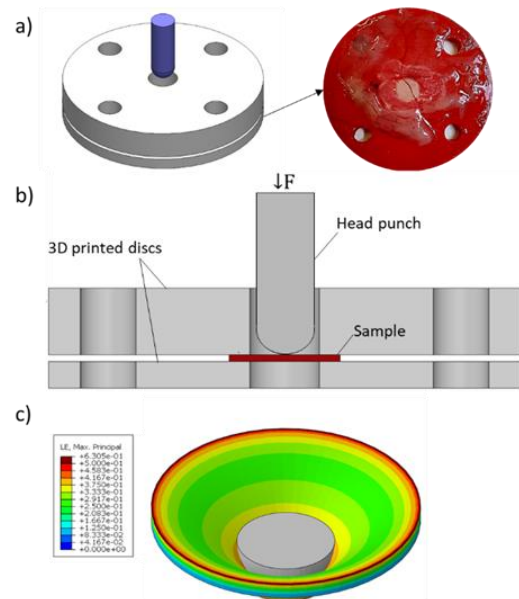 a)
b)
↓F
Head punch
3D printed discs
Sample
c)
LE, Max. Principal
+6.305e-01
+5.000e-01
+4.583e-01
+4.167e-01
+3.750e-01
+3.333e-01
+2.917e-01
+2.500e-01
+2.083e-01
+1.667e-01
+1.250e-01
+8.333e-02
+4.167e-02
+0.000e+00